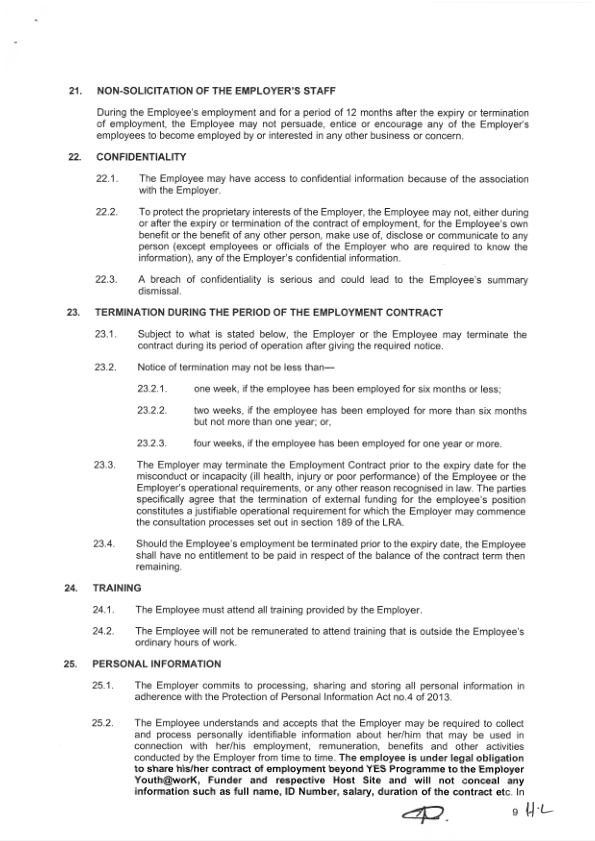 21. NON-SOLICITATION OF THE EMPLOYER'S STAFF
During the Employee's employment and for a period of 12 months after the expiry or termination
of employment, the Employee may not persuade, entice or encourage any of the Employer's
employees to become employed by or interested in any other business or concern.
22. CONFIDENTIALITY
22.1. The Employee may have access to confidential information because of the association
with the Employer.
22.2. To protect the proprietary interests of the Employer, the Employee may not, either during
or after the expiry or termination of the contract of employment, for the Employee's own
benefit or the benefit of any other person, make use of, disclose or communicate to any
person (except employees or officials of the Employer who are required to know the
information), any of the Employer's confidential information.
22.3. A breach of confidentiality is serious and could lead to the Employee's summary
dismissal.
23. TERMINATION DURING THE PERIOD OF THE EMPLOYMENT CONTRACT
23.1. Subject to what is stated below, the Employer or the Employee may terminate the
contract during its period of operation after giving the required notice.
23.2. Notice of termination may not be less than—
23.2.1. one week, if the employee has been employed for six months or less;
23.2.2. two weeks, if the employee has been employed for more than six months
but not more than one year; or,
23.2.3. four weeks, if the employee has been employed for one year or more.
23.3. The Employer may terminate the Employment Contract prior to the expiry date for the
misconduct or incapacity (ill health, injury or poor performance) of the Employee or the
Employer's operational requirements, or any other reason recognised in law. The parties
specifically agree that the termination of external funding for the employee's position
constitutes a justifiable operational requirement for which the Employer may commence
the consultation processes set out in section 189 of the LRA.
23.4. Should the Employee's employment be terminated prior to the expiry date, the Employee
shall have no entitlement to be paid in respect of the balance of the contract term then
remaining.
24. TRAINING
24.1. The Employee must attend all training provided by the Employer.
24.2. The Employee will not be remunerated to attend training that is outside the Employee's
ordinary hours of work.
25. PERSONAL INFORMATION
25.1. The Employer commits to processing, sharing and storing all personal information in
adherence with the Protection of Personal Information Act no.4 of 2013.
25.2. The Employee understands and accepts that the Employer may be required to collect
and process personally identifiable information about her/him that may be used in
connection with her/his employment, remuneration, benefits and other activities
conducted by the Employer from time to time. The employee is under legal obligation
to share his/her contract of employment beyond YES Programme to the Employer
Youth@worK, Funder and respective Host Site and will not conceal any
information such as full name, ID Number, salary, duration of the contract etc. In
9 H.L